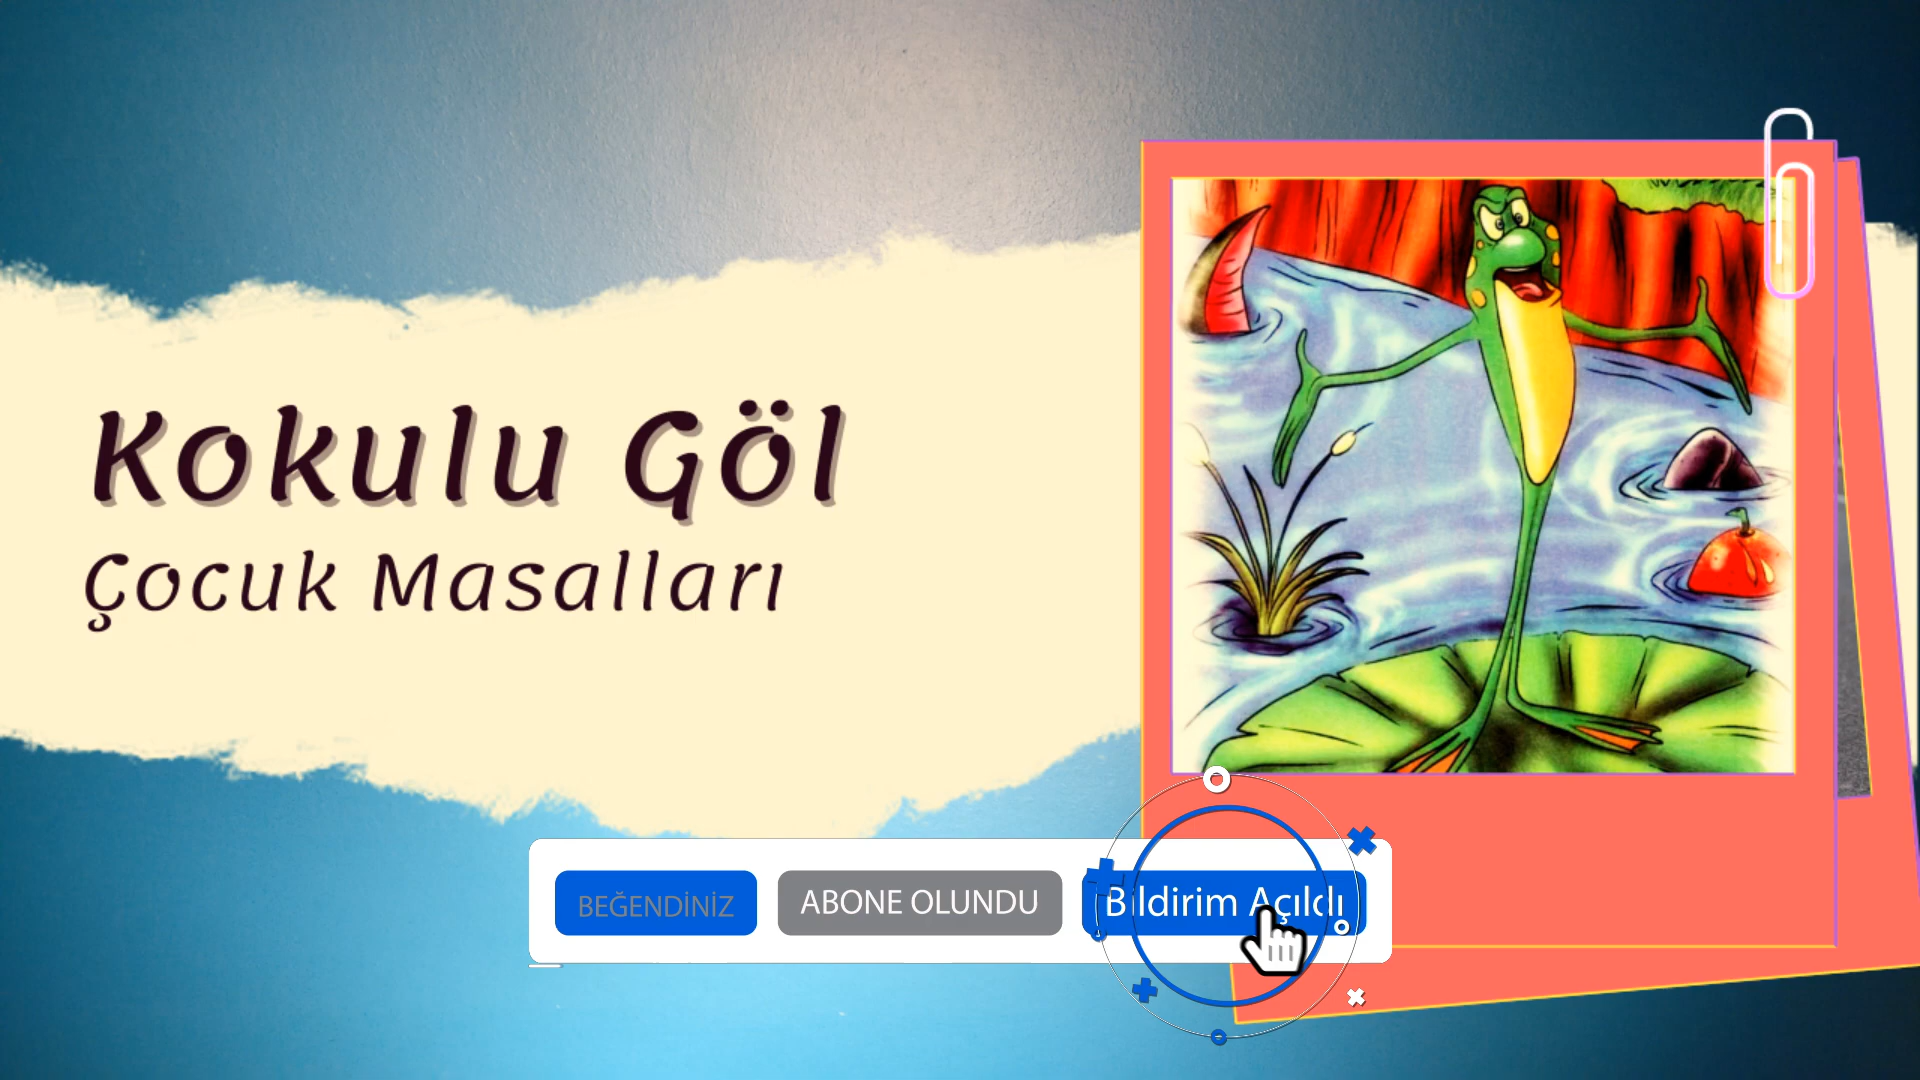 Kokulu Göl
Çocuk Masalları
BEĞENDİNİZ
ABONE OLUNDU
Bildirim Açıldı